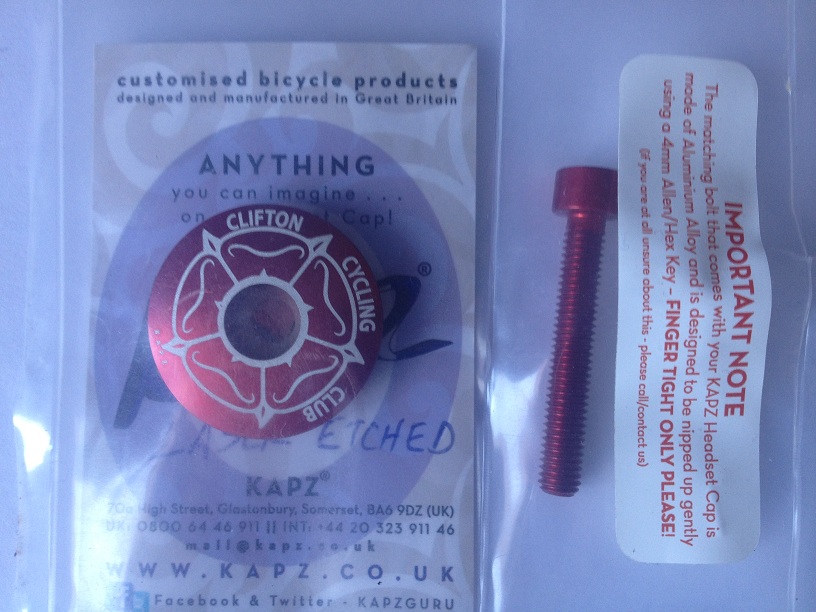 customised bicycle products
designed and manufactured in Great Britain
ANYTHING
you can imagine . . .
on Cap!
CLIFTON CYCLING CLUB
®
ETCHED
KAPZ®
High Street, Glastonbury, Somerset, BA6 9DZ (UK)
UK: 0800 64 46 911 || INT: +44 20 323 911 46
mail@kapz.co.uk
WWW.KAPZ.CO.UK
Facebook & Twitter - KAPZGURU
IMPORTANT NOTE
The matching bolt that comes with your KAPZ Headset Cap is
made of Aluminium Alloy and is designed to be nipped up gently
using a 4mm Allen/Hex Key - FINGER TIGHT ONLY PLEASE!
(if you are at all unsure about this - please call/contact us)